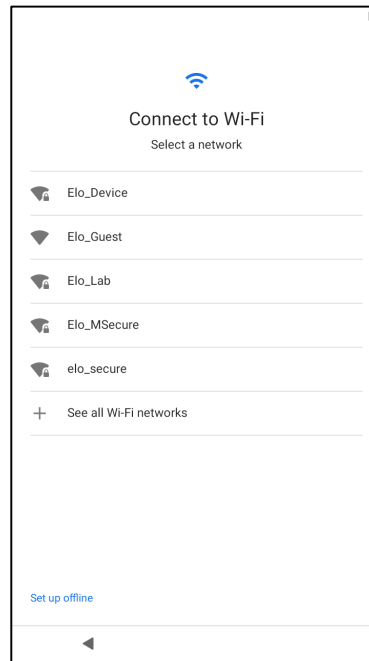 Connect to Wi-Fi
Select a network
Elo_Device
Elo_Guest
Elo_Lab
Elo_MSecure
elo_secure
See all Wi-Fi networks
Set up offline